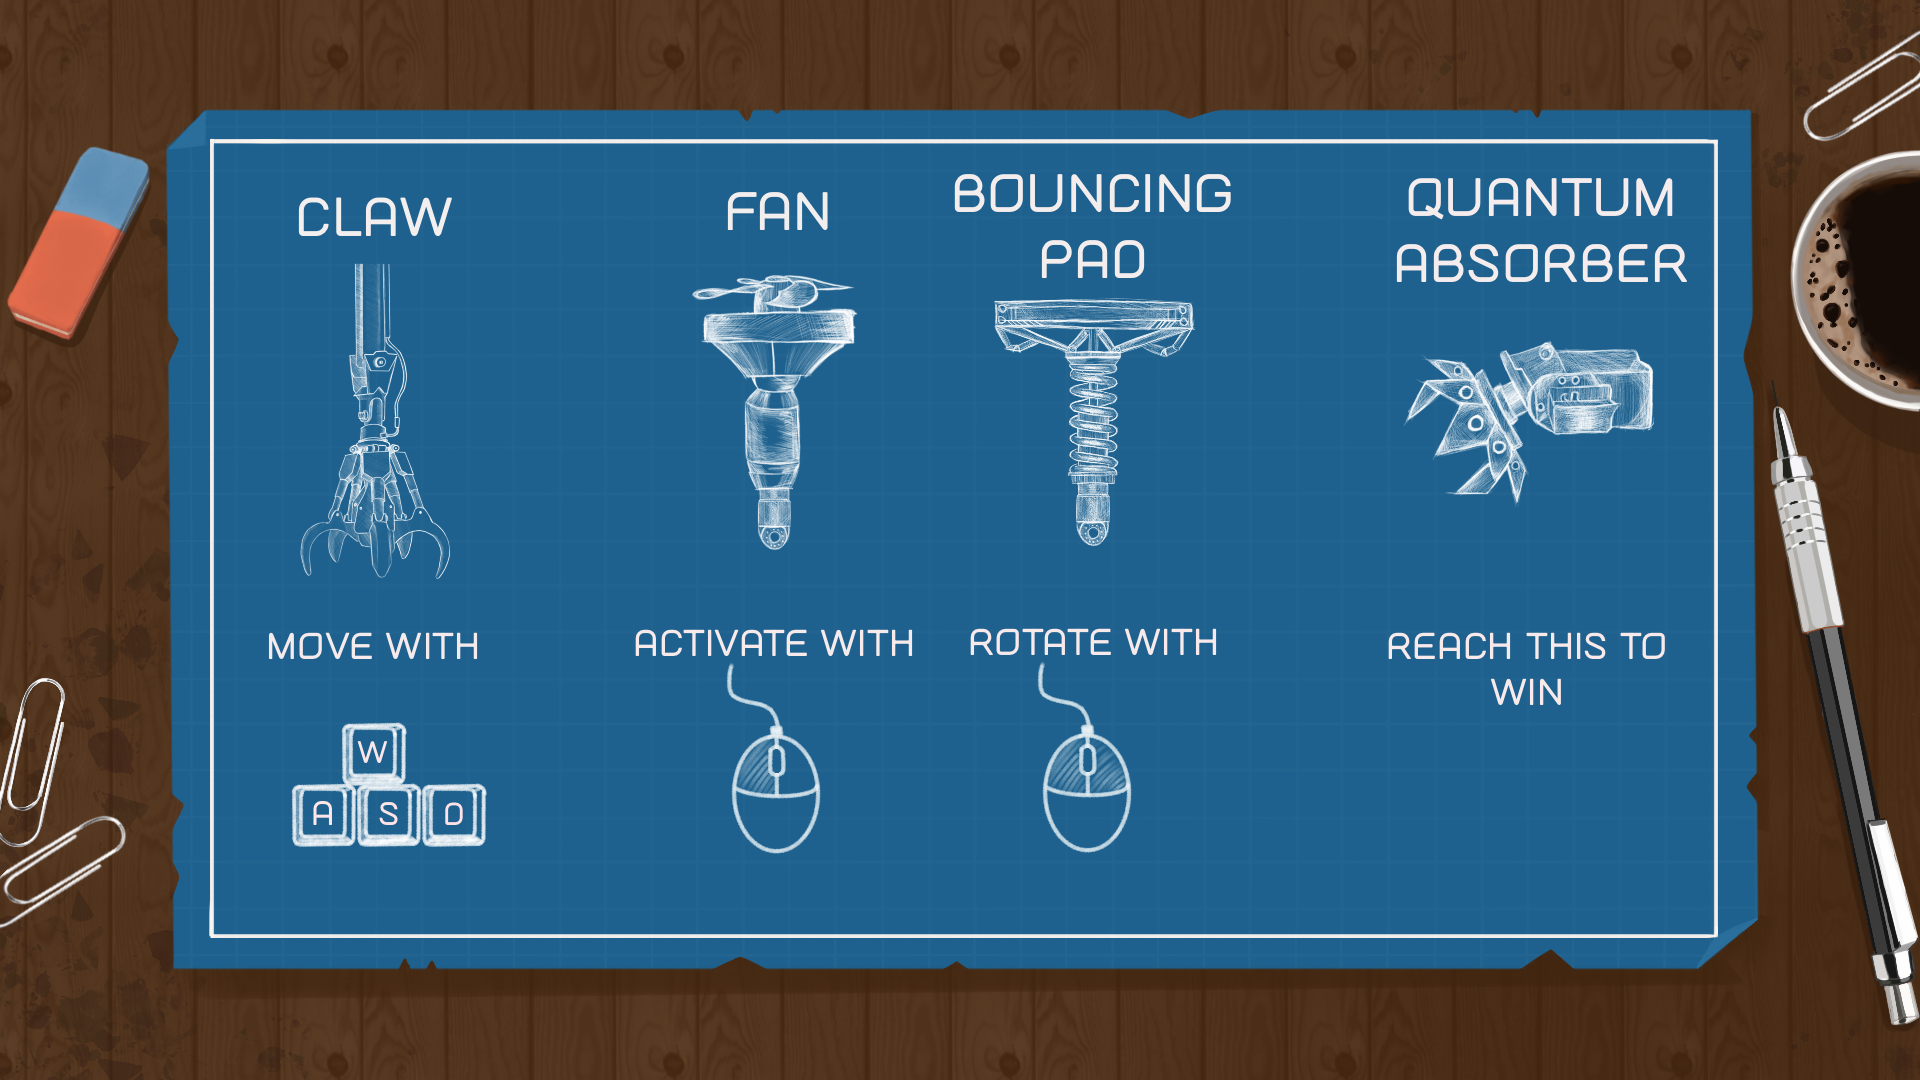 CLAW
FAN
BOUNCING
PAD
QUANTUM
ABSORBER
MOVE WITH
ACTIVATE WITH
ROTATE WITH
REACH THIS TO
WIN
W
A S D